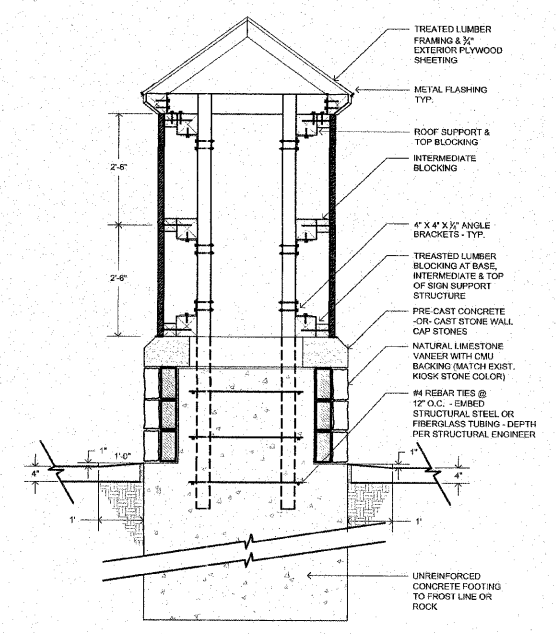 TREATED LUMBER
FRAMING & ¾"
EXTERIOR PLYWOOD
SHEETING
METAL FLASHING
TYP.
ROOF SUPPORT &
TOP BLOCKING
INTERMEDIATE
BLOCKING
2'-6"
4" X 4" X ½" ANGLE
BRACKETS - TYP.
TREASTED LUMBER
BLOCKING AT BASE,
INTERMEDIATE & TOP
OF SIGN SUPPORT
STRUCTURE
2'-6"
PRE-CAST CONCRETE
-OR- CAST STONE WALL
CAP STONES
NATURAL LIMESTONE
VANEER WITH CMU
BACKING (MATCH EXIST.
KIOSK STONE COLOR)
#4 REBAR TIES @
12" O.C. - EMBED
STRUCTURAL STEEL OR
FIBERGLASS TUBING - DEPTH
PER STRUCTURAL ENGINEER
1"
1'-0"
4"
1'
1"
4"
1'
UNREINFORCED
CONCRETE FOOTING
TO FROST LINE OR
ROCK